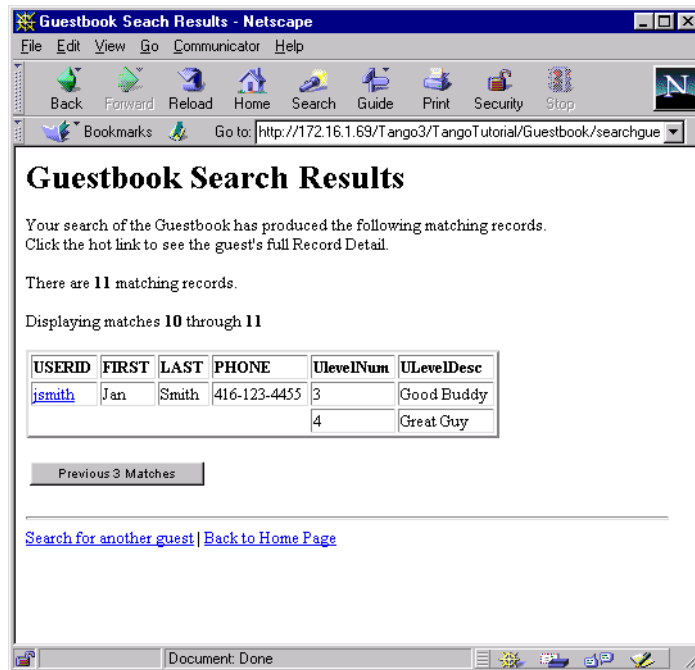 Guestbook Seach Results - Netscape
File Edit View Go Communicator Help
Back Forward Reload Home Search Guide Print Security Stop
N
Bookmarks Go to: http://172.16.1.69/Tango3/TangoTutorial/Guestbook/searchgue
Guestbook Search Results
Your search of the Guestbook has produced the following matching records.
Click the hot link to see the guest's full Record Detail.
There are 11 matching records.
Displaying matches 10 through 11
USERID FIRST LAST PHONE UlevelNum ULevelDesc
jsmith Jan Smith 416-123-4455 3 Good Buddy
4 Great Guy
Previous 3 Matches
Search for another guest | Back to Home Page
Document: Done